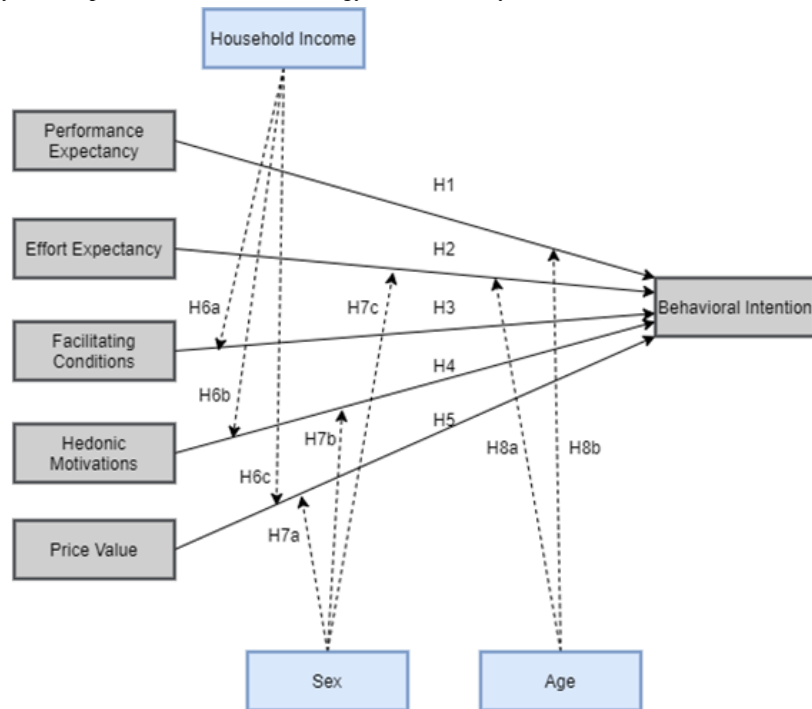 Household Income
Performance
Expectancy
H1
Effort Expectancy
H2
H7c
Behavioral Intention
H6a
H3
Facilitating
Conditions
H4
H6b
H5
Hedonic
Motivations
H7b
H8a
H8b
H6c
H7a
Price Value
Sex
Age